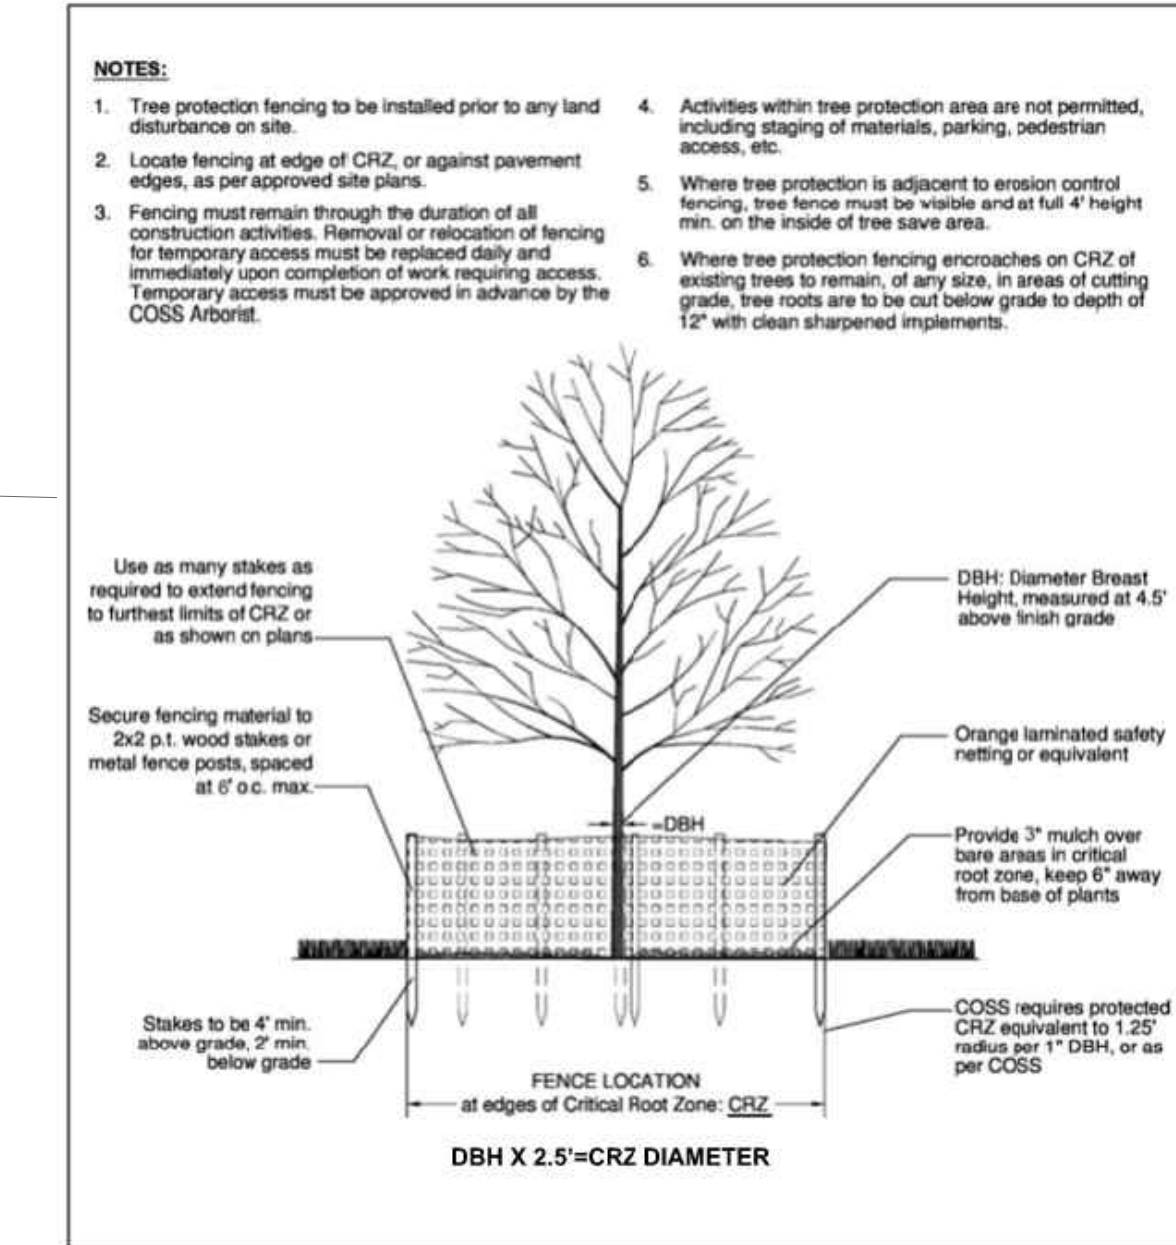 NOTES:
1. Tree protection fencing to be installed prior to any land
disturbance on site.
2. Locate fencing at edge of CRZ, or against pavement
edges, as per approved site plans.
3. Fencing must remain through the duration of all
construction activities. Removal or relocation of fencing
for temporary access must be replaced daily and
immediately upon completion of work requiring access.
Temporary access must be approved in advance by the
COSS Arborist.
4. Activities within tree protection area are not permitted,
including staging of materials, parking, pedestrian
access, etc.
5. Where tree protection is adjacent to erosion control
fencing, tree fence must be visible and at full 4' height
min. on the inside of tree save area.
6. Where tree protection fencing encroaches on CRZ of
existing trees to remain, of any size, in areas of cutting
grade, tree roots are to be cut below grade to depth of
12" with clean sharpened implements.
Use as many stakes as
required to extend fencing
to furthest limits of CRZ or
as shown on plans
Secure fencing material to
2x2 p.t. wood stakes or
metal fence posts, spaced
at 6' o.c. max.
Stakes to be 4' min.
above grade, 2' min.
below grade
DBH: Diameter Breast
Height, measured at 4.5'
above finish grade
Orange laminated safety
netting or equivalent
=DBH
Provide 3" mulch over
bare areas in critical
root zone, keep 6" away
from base of plants
COSS requires protected
CRZ equivalent to 1.25'
radius per 1" DBH, or as
per COSS
FENCE LOCATION
at edges of Critical Root Zone: CRZ
DBH X 2.5'=CRZ DIAMETER